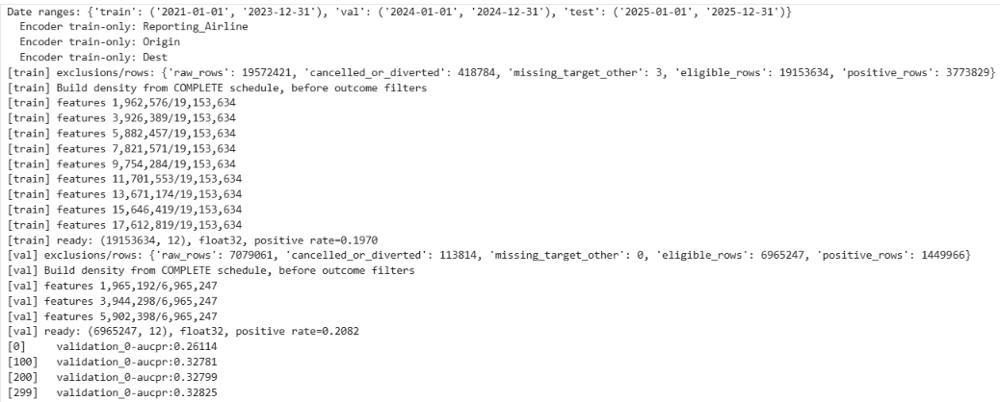 Date ranges: {'train': ('2021-01-01', '2023-12-31'), 'val': ('2024-01-01', '2024-12-31'), 'test': ('2025-01-01', '2025-12-31')}
  Encoder train-only: Reporting_Airline
  Encoder train-only: Origin
  Encoder train-only: Dest
[train] exclusions/rows: {'raw_rows': 19572421, 'cancelled_or_diverted': 418784, 'missing_target_other': 3, 'eligible_rows': 19153634, 'positive_rows': 3773829}
[train] Build density from COMPLETE schedule, before outcome filters
[train] features 1,962,576/19,153,634
[train] features 3,926,389/19,153,634
[train] features 5,882,457/19,153,634
[train] features 7,821,571/19,153,634
[train] features 9,754,284/19,153,634
[train] features 11,701,553/19,153,634
[train] features 13,671,174/19,153,634
[train] features 15,646,419/19,153,634
[train] features 17,612,819/19,153,634
[train] ready: (19153634, 12), float32, positive rate=0.1970
[val] exclusions/rows: {'raw_rows': 7079061, 'cancelled_or_diverted': 113814, 'missing_target_other': 0, 'eligible_rows': 6965247, 'positive_rows': 1449966}
[val] Build density from COMPLETE schedule, before outcome filters
[val] features 1,965,192/6,965,247
[val] features 3,944,298/6,965,247
[val] features 5,902,398/6,965,247
[val] ready: (6965247, 12), float32, positive rate=0.2082
[0]	validation_0-aucpr:0.26114
[100]	validation_0-aucpr:0.32781
[200]	validation_0-aucpr:0.32799
[299]	validation_0-aucpr:0.32825